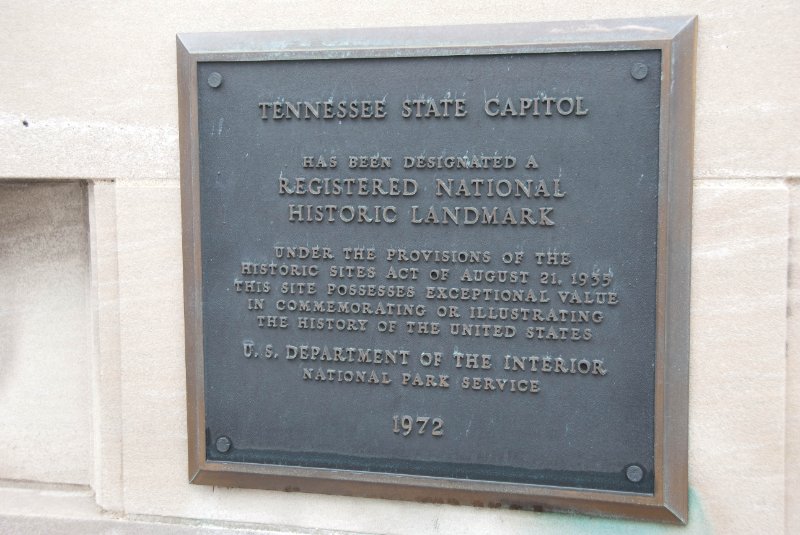 TENNESSEE STATE CAPITOL
HAS BEEN DESIGNATED A
REGISTERED NATIONAL
HISTORIC LANDMARK
UNDER THE PROVISIONS OF THE
HISTORIC SITES ACT OF AUGUST 21, 1935
THIS SITE POSSESSES EXCEPTIONAL VALUE
IN COMMEMORATING OR ILLUSTRATING
THE HISTORY OF THE UNITED STATES
U. S. DEPARTMENT OF THE INTERIOR
NATIONAL PARK SERVICE
1972